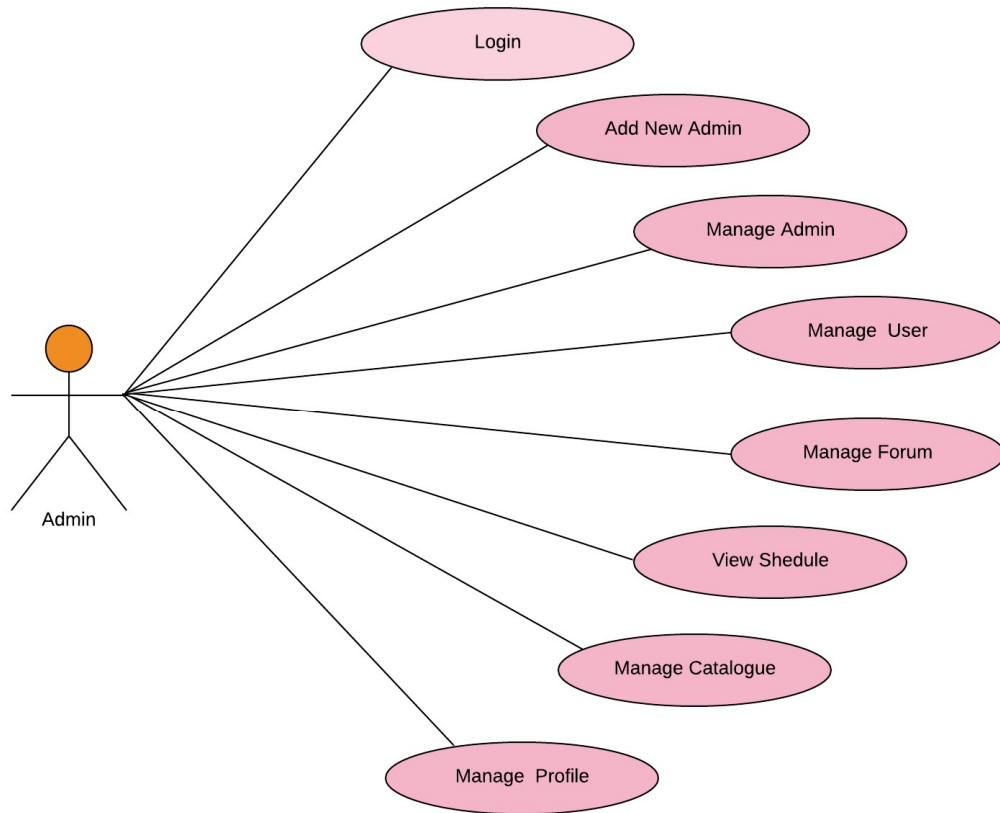 Login
Add New Admin
Manage Admin
Manage  User
Manage Forum
Admin
View Shedule
Manage Catalogue
Manage  Profile